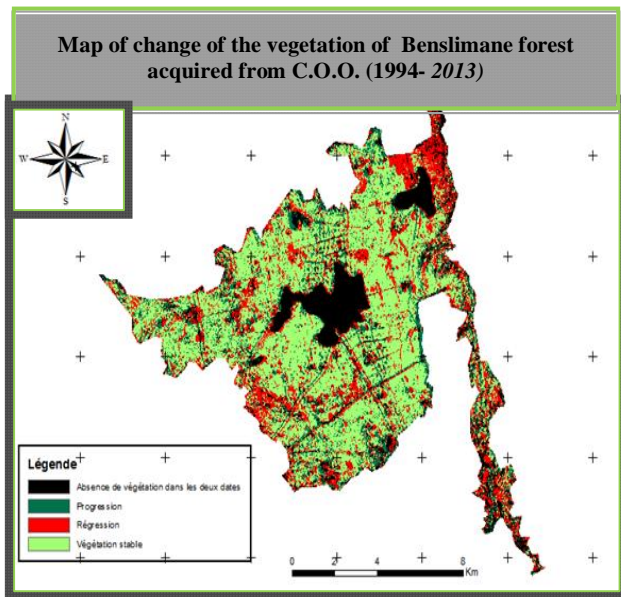 Map of change of the vegetation of Benslimane forest
acquired from C.O.O. (1994- 2013)
N
W E
S
Légende
Absence de végétation dans les deux dates
Progression
Régression
Végétation stable
0 2 4 8
Km